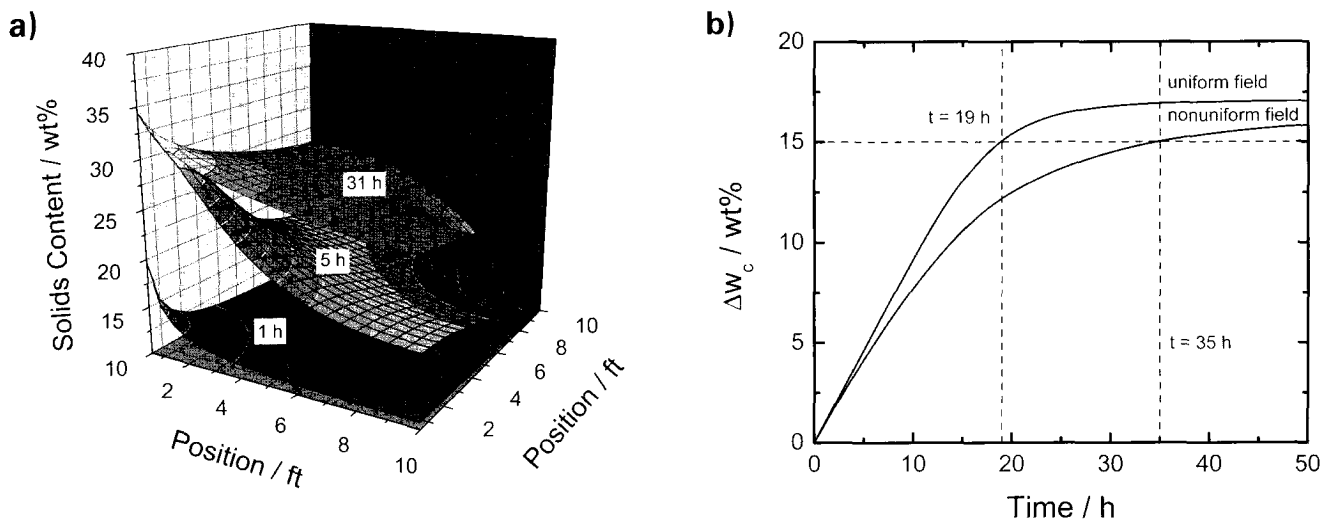 a)
40
35
30
25
20
15
10
Solids Content / wt%
31 h
5 h
1 h
2
4
6
8
10
Position / ft
2
4
6
8
10
Position / ft
b)
20
15
10
5
0
ΔW_c / wt%
uniform field
nonuniform field
t = 19 h
t = 35 h
0
10
20
30
40
50
Time / h